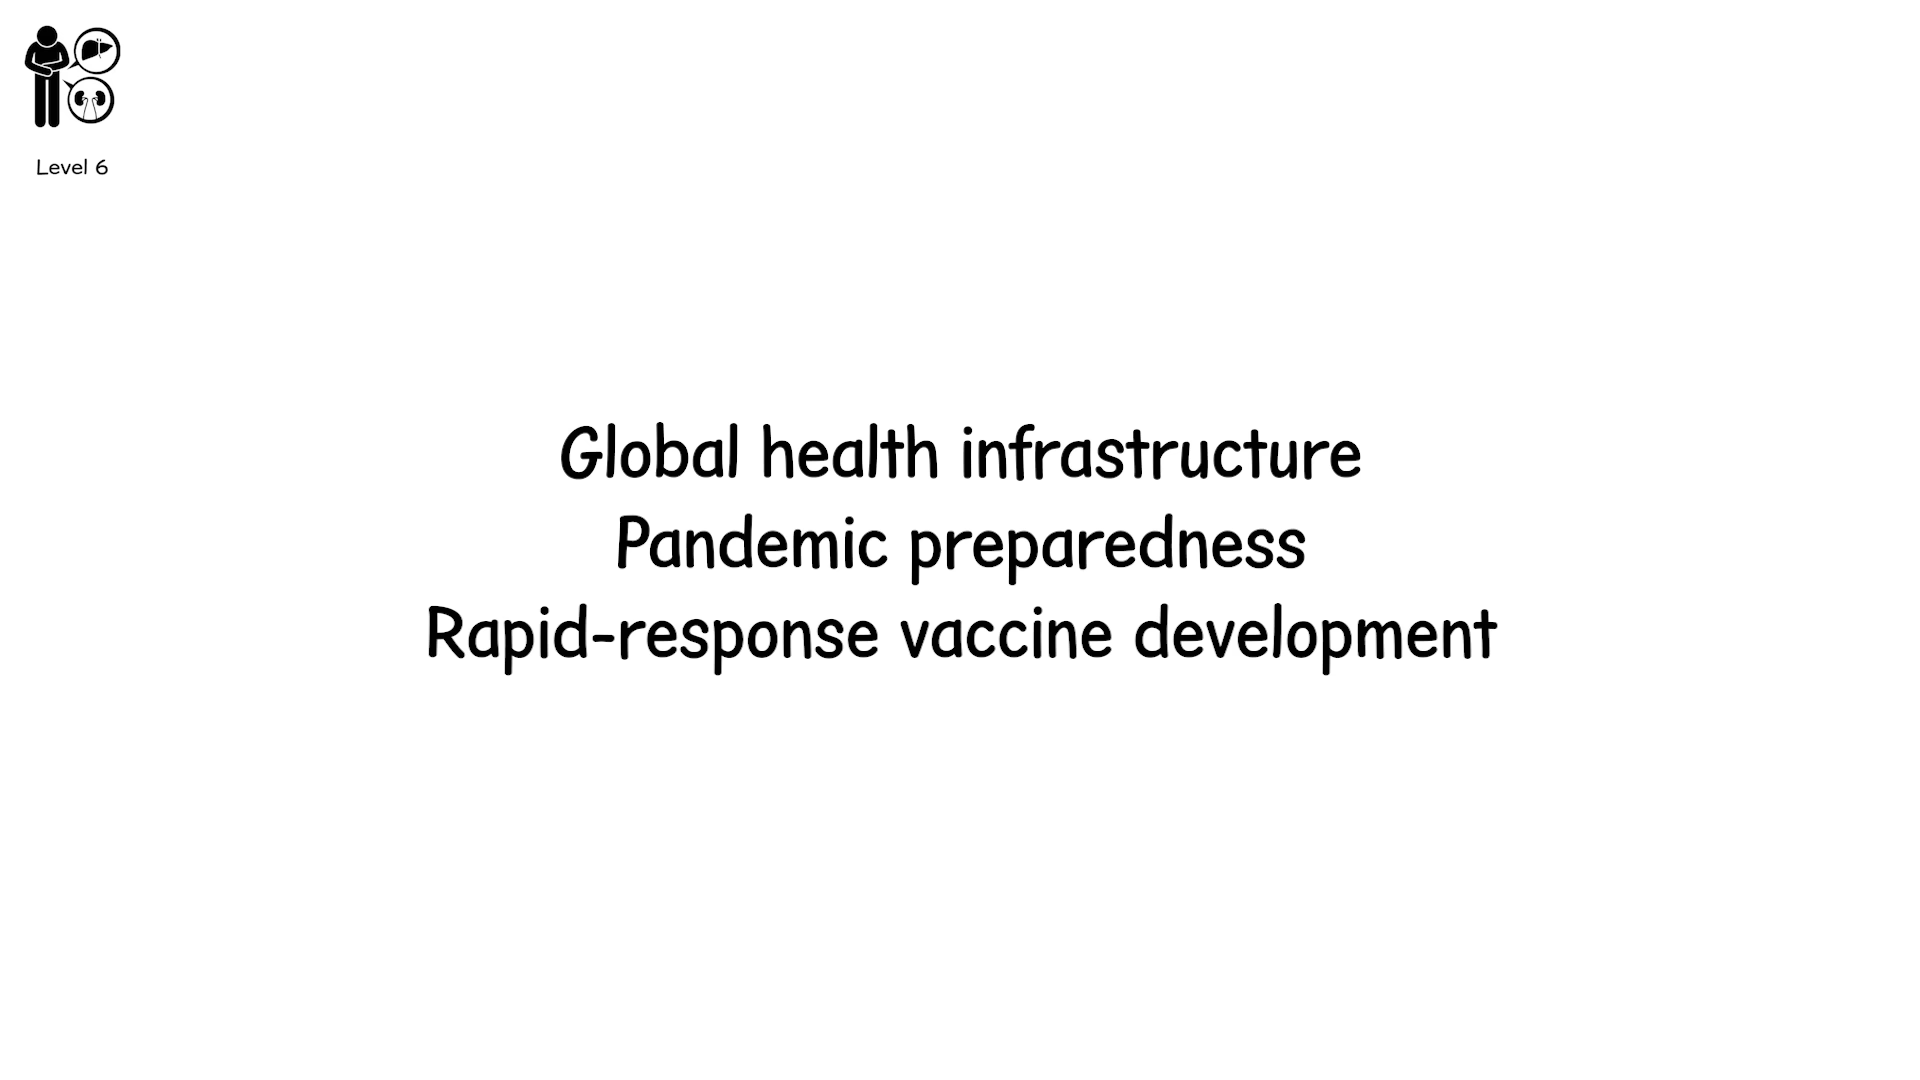 Level 6
Global health infrastructure
Pandemic preparedness
Rapid-response vaccine development